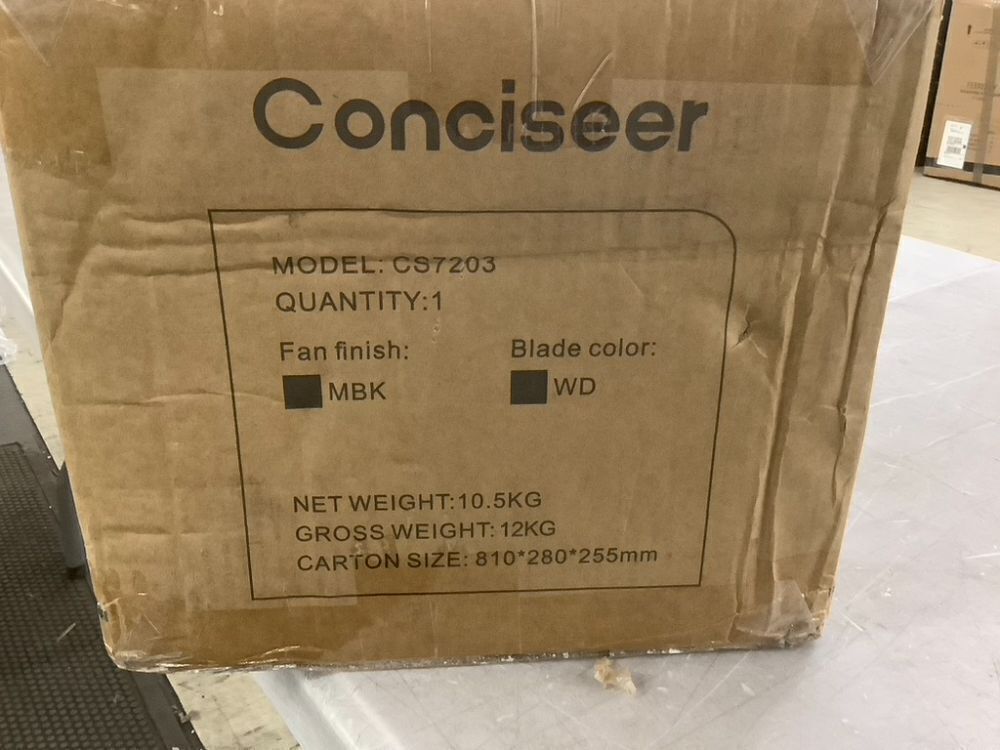 Conciseer
MODEL: CS7203
QUANTITY:1
Fan finish:
Blade color:
MBK
WD
NET WEIGHT:10.5KG
GROSS WEIGHT:12KG
CARTON SIZE: 810*280*255mm